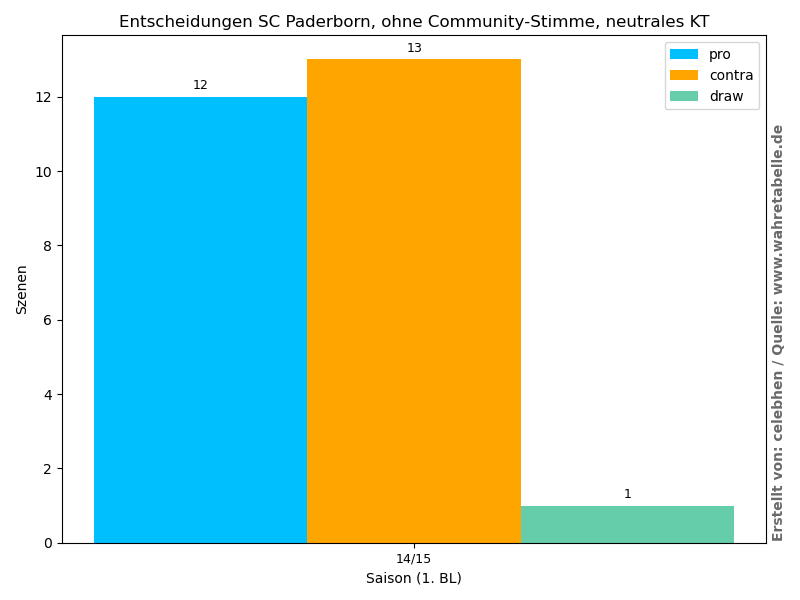 Entscheidungen SC Paderborn, ohne Community-Stimme, neutrales KT
pro
contra
draw
12
13
1
12
10
8
6
4
2
0
Szenen
14/15
Saison (1. BL)
Erstellt von: celebhen / Quelle: www.wahretabelle.de